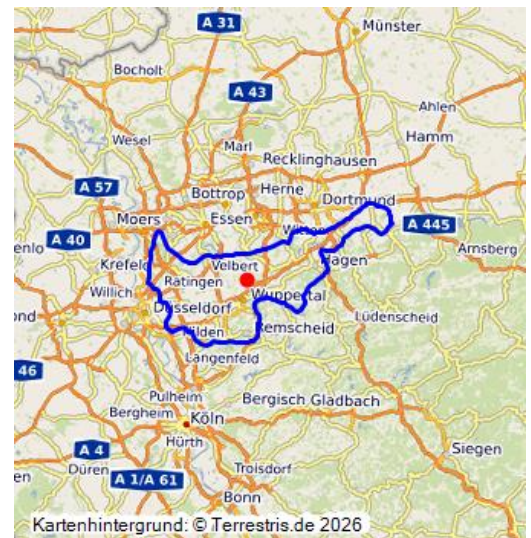 A 31
Münster
Bocholt
A 43
Ahlen
Wesel
Marl
Hamm
Recklinghausen
A 57
Bottrop
Herne
Dortmund
Moers
Essen
A 445
A 40
Witten
enlo
Arnsberg
Krefeld
Velbert
Hagen
Ratingen
Willich
Wuppertal
Düsseldorf
Lüdenscheid
ond
Hilden
Remscheid
Langenfeld
46
Pulheim
Bergisch Gladbach
Bergheim
Köln
Hürth
Siegen
A 4
Düren
Troisdorf
A 1/A 61
Bonn
Kartenhintergrund: © Terrestris.de 2026